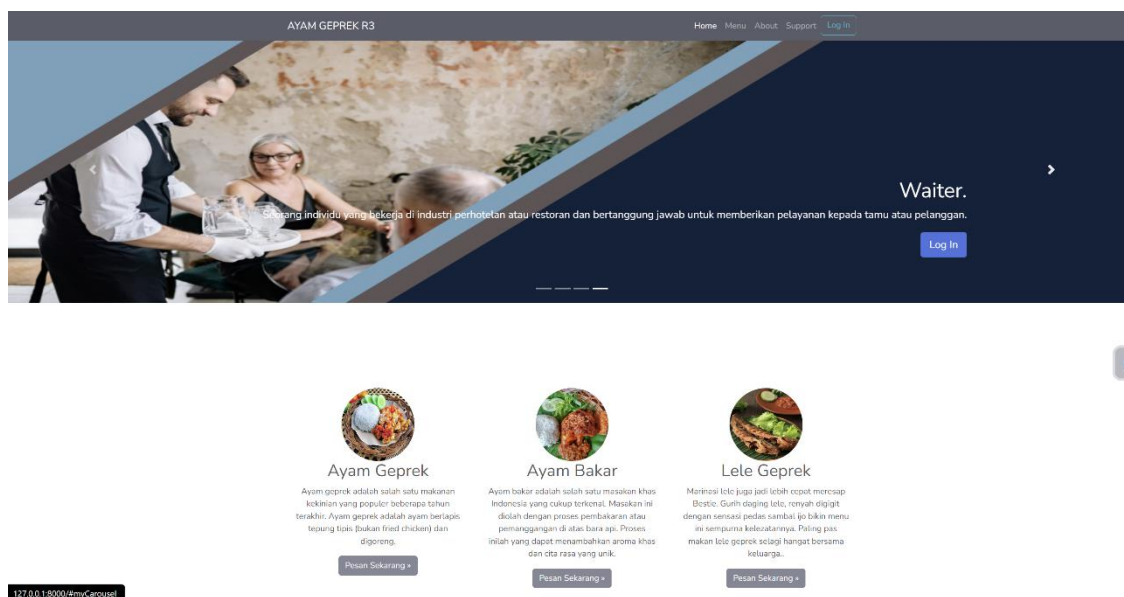 AYAM GEPREK R3
Home Menu About Support Log In
Waiter.
Seorang individu yang bekerja di industri perhotelan atau restoran dan bertanggung jawab untuk memberikan pelayanan kepada tamu atau pelanggan.
Log In
Ayam Geprek
Ayam geprek adalah salah satu makanan
kekinian yang populer beberapa tahun
terakhir. Ayam geprek adalah ayam berlapis
tepung tipis (bukan fried chicken) dan
digoreng.
Pesan Sekarang »
Ayam Bakar
Ayam bakar adalah salah satu masakan khas
Indonesia yang cukup terkenal. Masakan ini
diolah dengan proses pembakaran atau
pemanggangan di atas bara api. Proses
inilah yang dapat menambahkan aroma khas
dan cita rasa yang unik.
Pesan Sekarang »
Lele Geprek
Marinasi lele juga jadi lebih cepat meresap
Bestie. Gurih daging lele, renyah digigit
dengan sensasi pedas sambal ijo bikin menu
ini sempurna kelezatannya. Paling pas
makan lele geprek selagi hangat bersama
keluarga..
Pesan Sekarang »
127.0.0.1:8000/#myCarousel